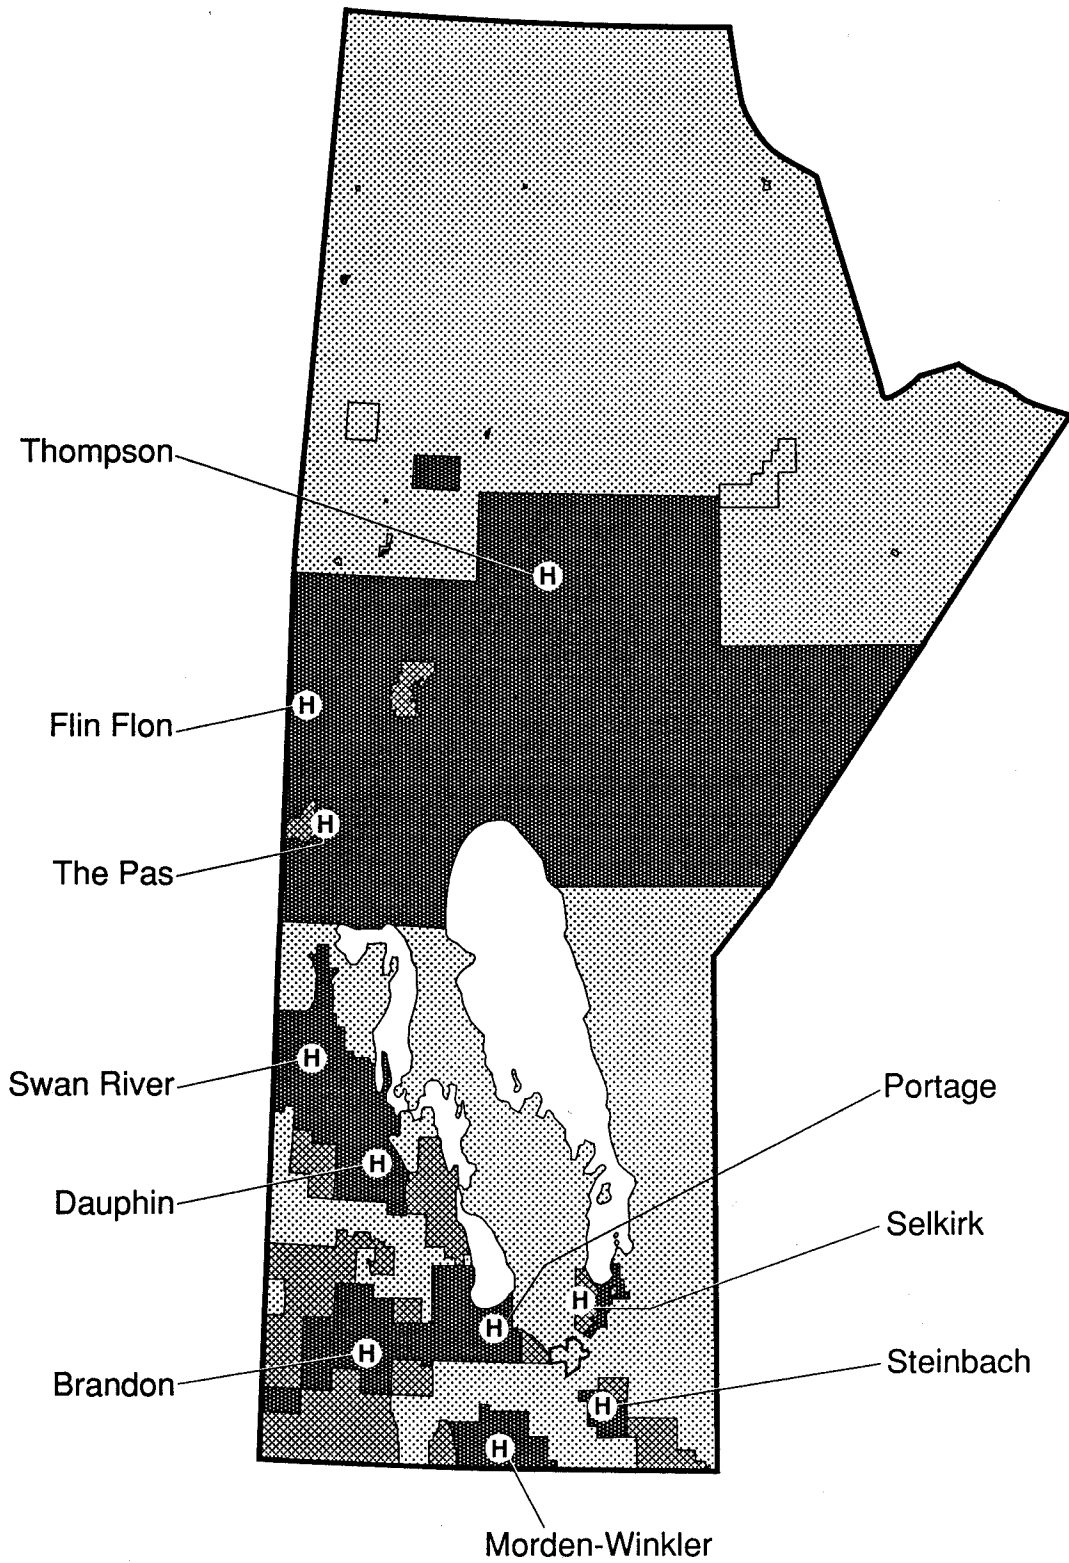 Thompson
H
Flin Flon
H
The Pas
H
Swan River
H
Portage
Dauphin
H
Selkirk
H
H
Brandon
H
Steinbach
H
H
Morden-Winkler